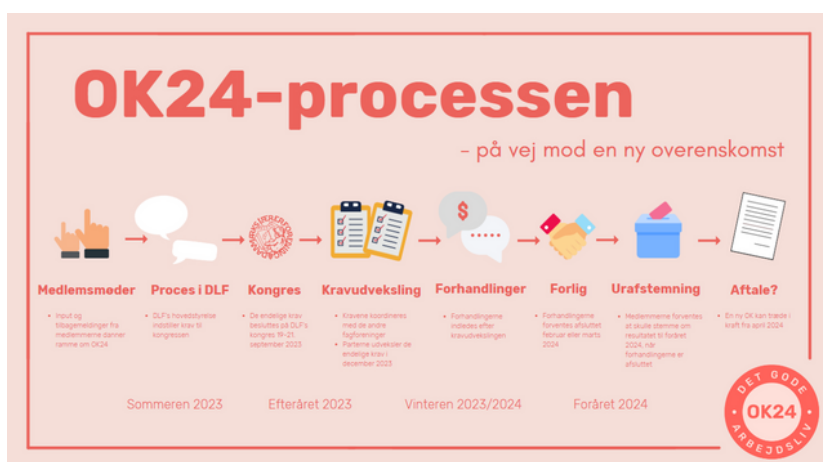 OK24-processen
- på vej mod en ny overenskomst
$
Medlemsmøder
• Input og
tilbagemeldinger fra
medlemmerne danner
ramme om OK24
Proces i DLF
• DLF's hovedstyrelse
indstiller krav til
kongressen
Kongres
• De endelige krav
besluttes på DLF's
kongres 19-21.
september 2023
Kravudveksling
• Kravene koordineres
med de andre
fagforeninger
• Parterne udveksler de
endelige krav i
december 2023
Forhandlinger
• Forhandlingerne
indledes efter
kravudvekslingen
Forlig
• Forhandlingerne
forventes afsluttet
februar eller marts
2024
Urafstemning
• Medlemmerne forventes
at skulle stemme om
resultatet til foråret
2024, når
forhandlingerne er
afsluttet
Aftale?
• En ny OK kan træde i
kraft fra april 2024
Sommeren 2023
Efteråret 2023
Vinteren 2023/2024
Foråret 2024
DET GODE
OK24
ARBEJDSLIV